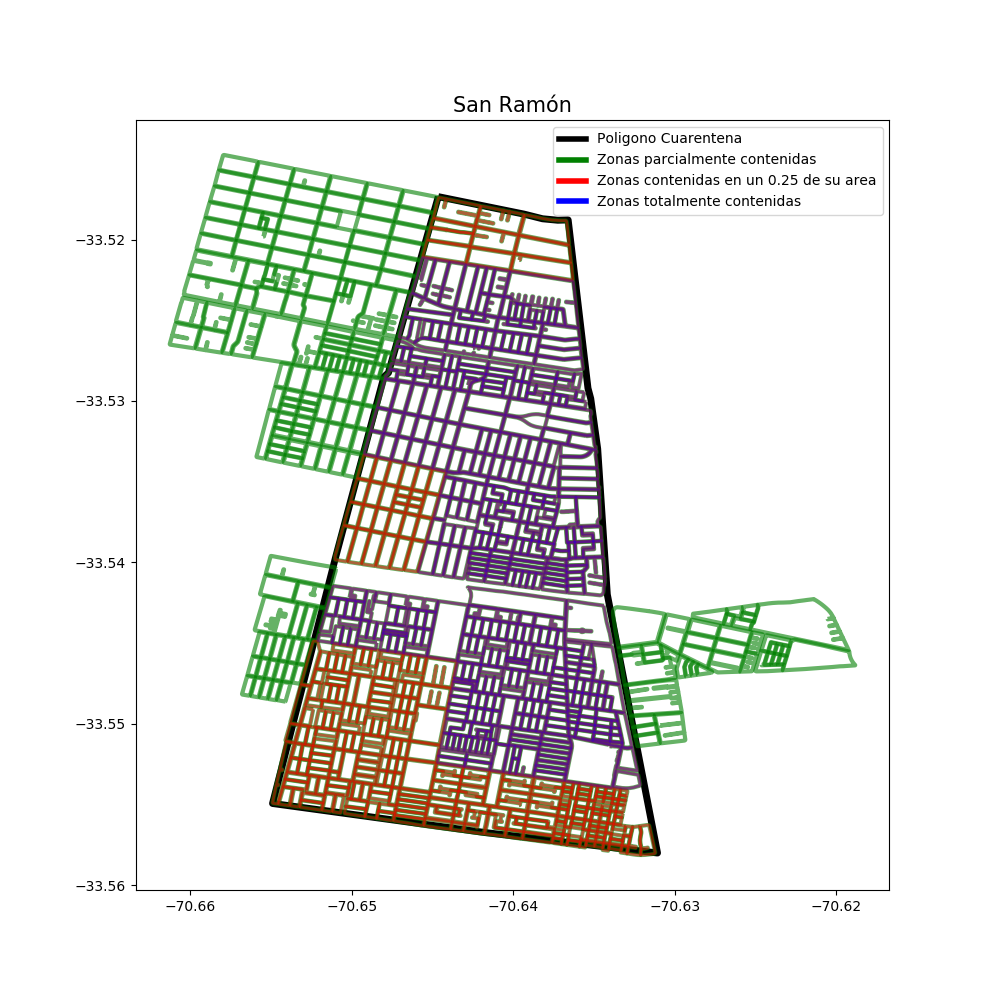 San Ramón
Poligono Cuarentena
Zonas parcialmente contenidas
Zonas contenidas en un 0.25 de su area
Zonas totalmente contenidas
−33.52
−33.53
−33.54
−33.55
−33.56
−70.66
−70.65
−70.64
−70.63
−70.62